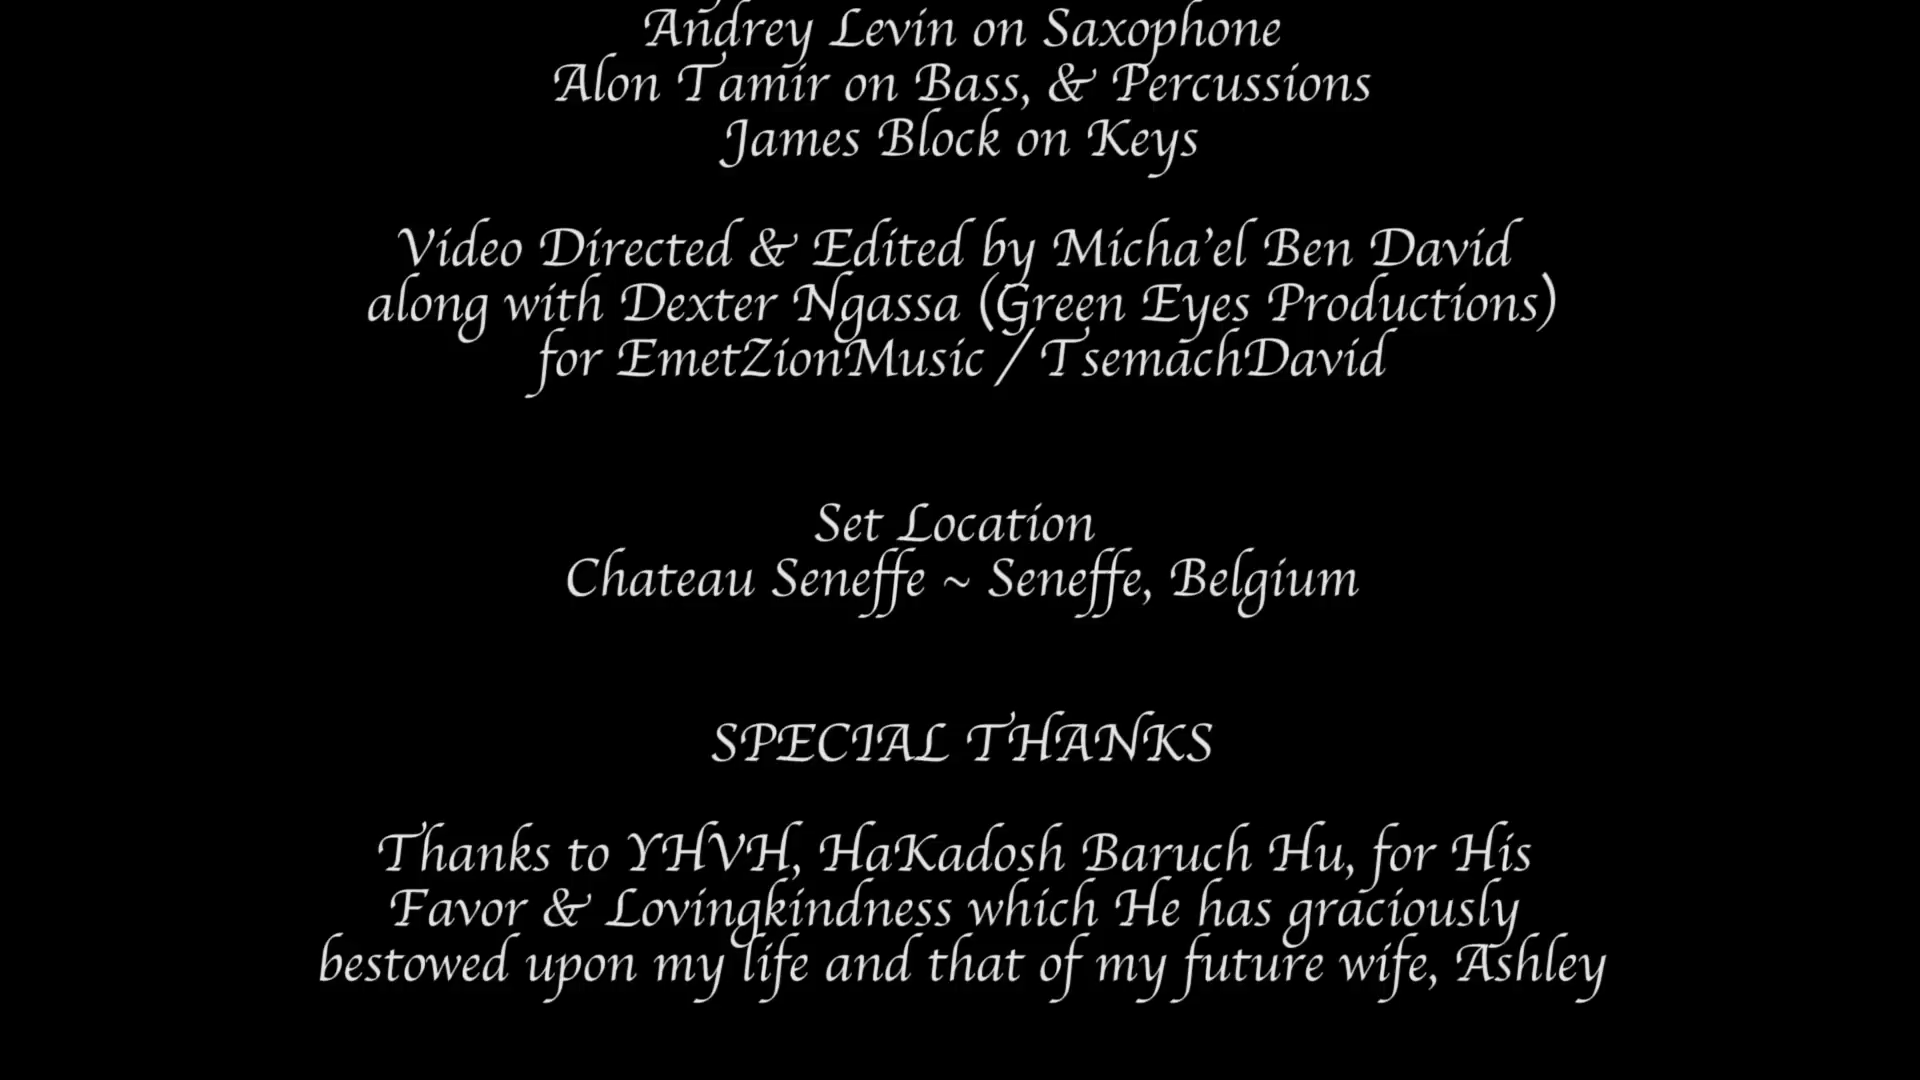 Andrey Levin on Saxophone
Alon Tamir on Bass, & Percussions
James Block on Keys
Video Directed & Edited by Micha'el Ben David
along with Dexter Ngassa (Green Eyes Productions)
for EmetZionMusic / TsemachDavid
Set Location
Chateau Seneffe ~ Seneffe, Belgium
SPECIAL THANKS
Thanks to YHVH, HaKadosh Baruch Hu, for His
Favor & Lovingkindness which He has graciously
bestowed upon my life and that of my future wife, Ashley